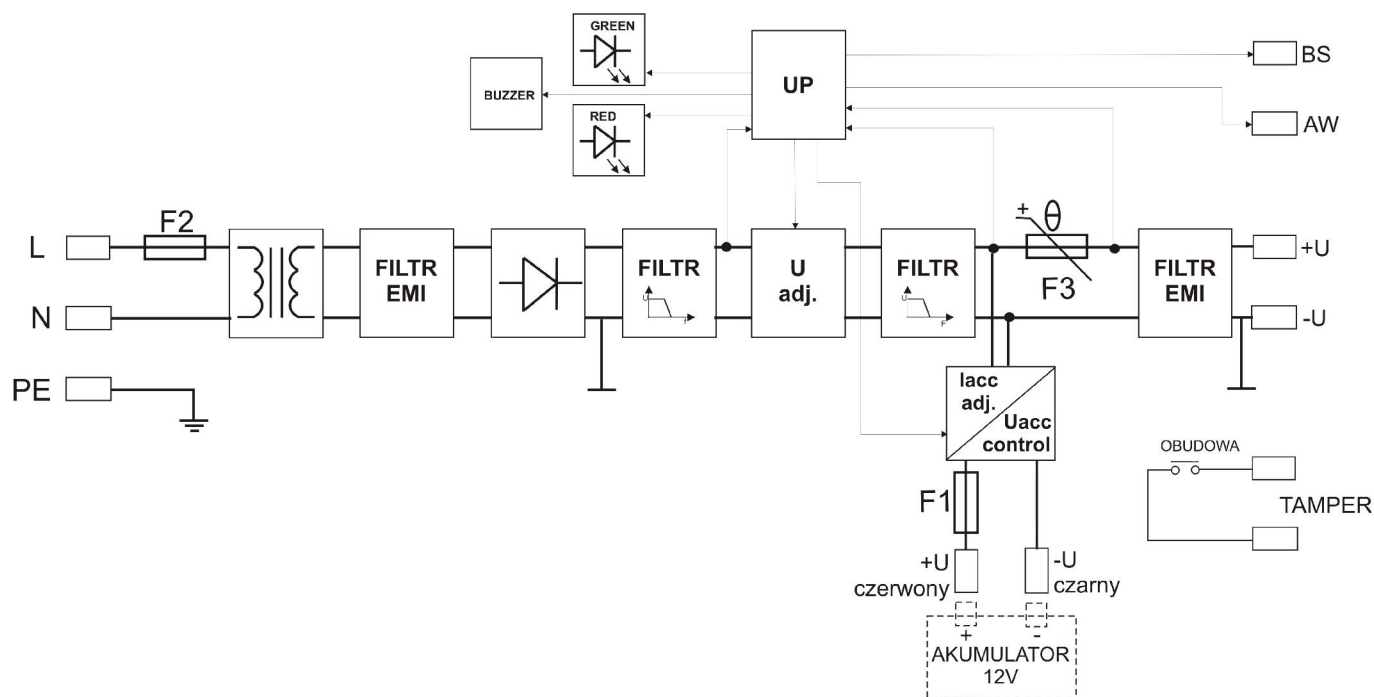 GREEN
BUZZER
RED
UP
BS
AW
L
F2
N
PE
FILTR
EMI
FILTR
U
f
U
adj.
FILTR
U
F
+ θ
F3
FILTR
EMI
+U
-U
Iacc
adj.
Uacc
control
F1
+U
czerwony
-U
czarny
+ -
AKUMULATOR
12V
OBUDOWA
TAMPER